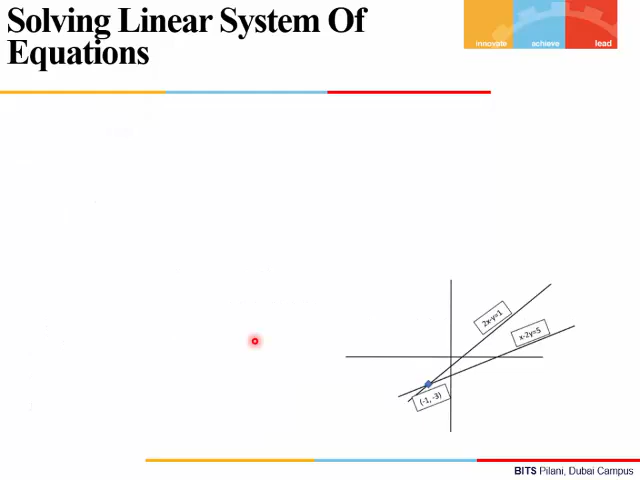 Solving Linear System Of
Equations
innovate achieve lead
2x-y=1
x-2y=5
(-1, -3)
BITS Pilani, Dubai Campus